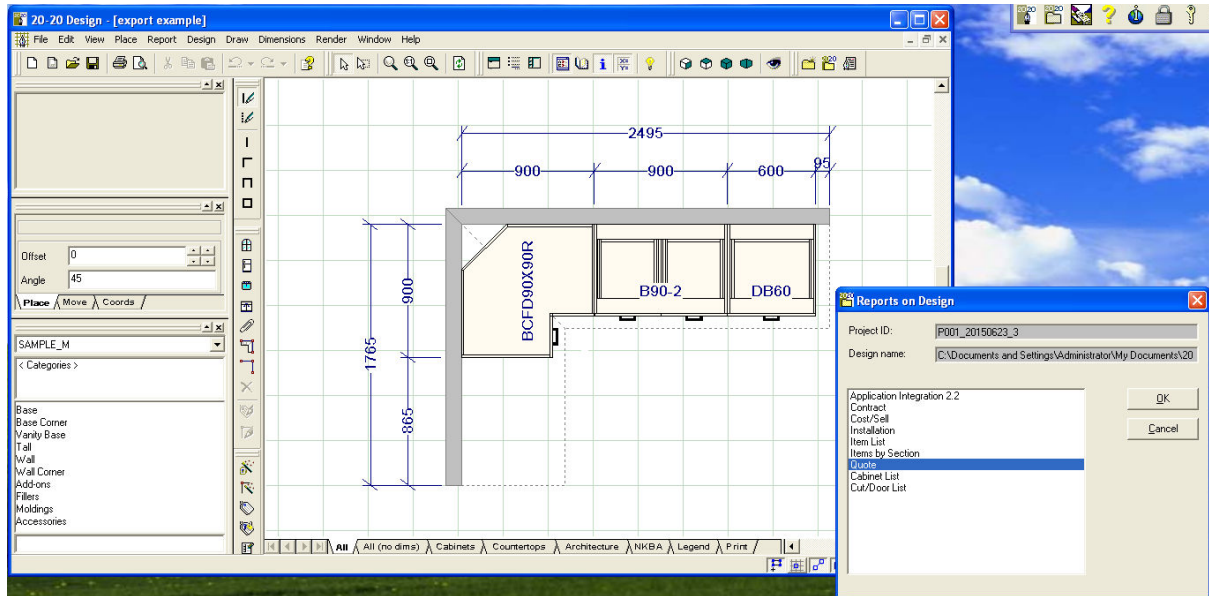 20-20 Design - [export example]
File Edit View Place Report Design Draw Dimensions Render Window Help
Offset 0
Angle 45
Place Move Coords
SAMPLE_M
< Categories >
Base
Base Corner
Vanity Base
Tall
Wall
Wall Corner
Add-ons
Fillers
Moldings
Accessories
2495
900 900 600 95
1765
900
865
BCFD90X90R
B90-2 DB60
All All (no dims) Cabinets Countertops Architecture NKBA Legend Print
Reports on Design
Project ID: P001_20150623_3
Design name: C:\Documents and Settings\Administrator\My Documents\20
Application Integration 2.2
Contract
Cost/Sell
Installation
Item List
Items by Section
Quote
Cabinet List
Cut/Door List
OK
Cancel